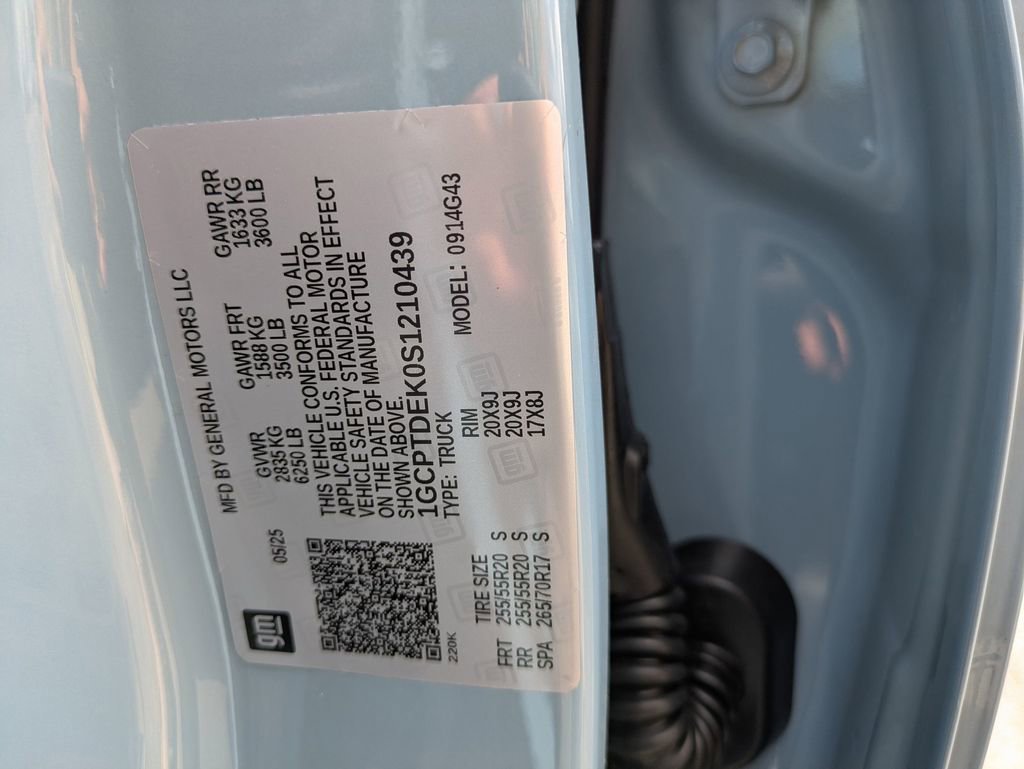 gm
MFD BY GENERAL MOTORS LLC
05/25
GVWR GAWR FRT GAWR RR
2835 KG 1588 KG 1633 KG
6250 LB 3500 LB 3600 LB
THIS VEHICLE CONFORMS TO ALL
APPLICABLE U.S. FEDERAL MOTOR
VEHICLE SAFETY STANDARDS IN EFFECT
ON THE DATE OF MANUFACTURE
SHOWN ABOVE.
1GCPTDEK0S1210439
220K
TYPE: TRUCK MODEL: 0914G43
TIRE SIZE RIM
FRT 255/55R20 S 20X9J
RR 255/55R20 S 20X9J
SPA 265/70R17 S 17X8J